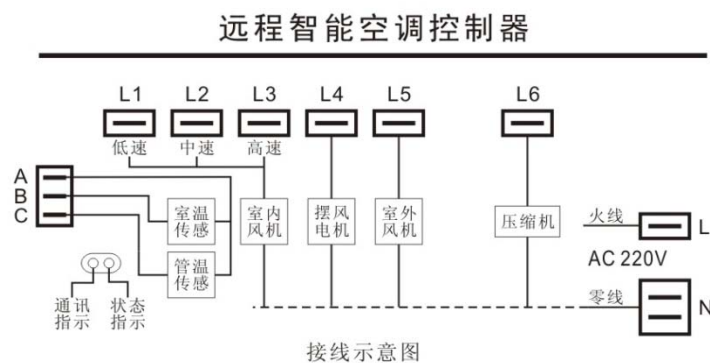 远程智能空调控制器
L1 L2 L3 L4 L5 L6
低速 中速 高速
A
B
C
室温
传感
管温
传感
室内
风机
摆风
电机
室外
风机
压缩机
火线
L
AC 220V
零线
N
通讯
指示
状态
指示
接线示意图